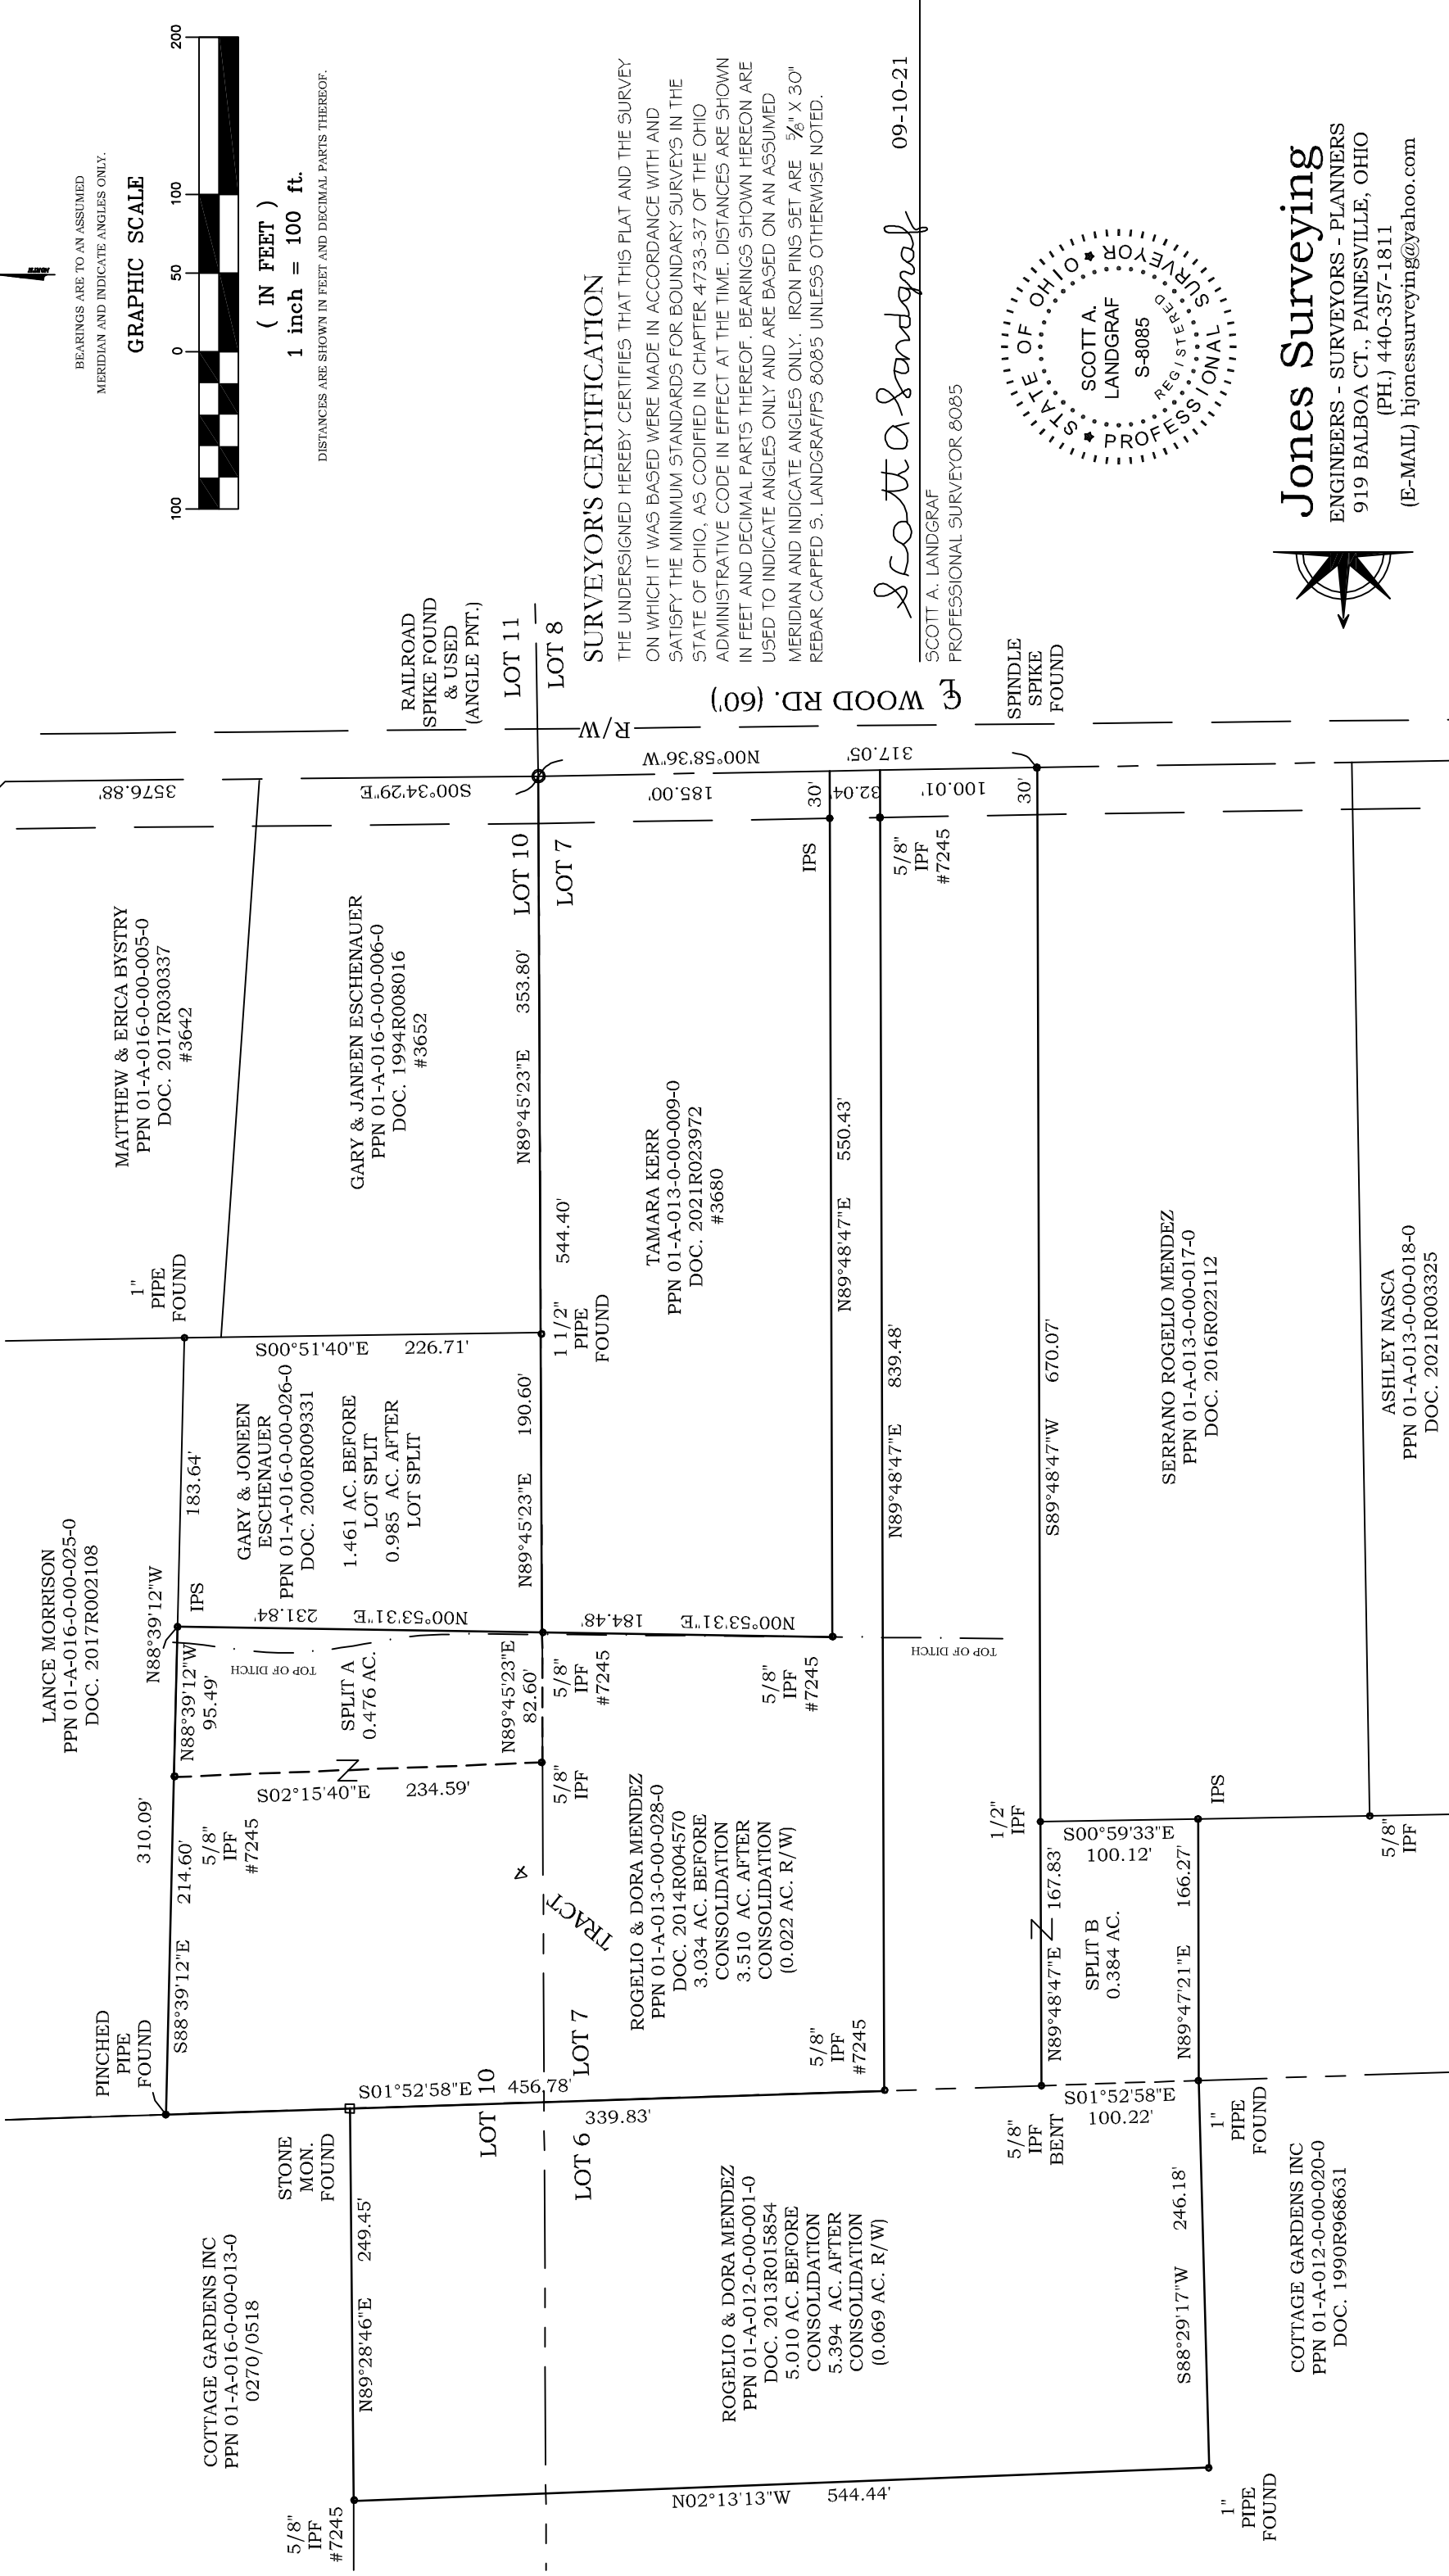 NORTH
BEARINGS ARE TO AN ASSUMED
MERIDIAN AND INDICATE ANGLES ONLY.
GRAPHIC SCALE
100 0 50 100 200
( IN FEET )
1 inch = 100 ft.
DISTANCES ARE SHOWN IN FEET AND DECIMAL PARTS THEREOF.
SURVEYOR'S CERTIFICATION
THE UNDERSIGNED HEREBY CERTIFIES THAT THIS PLAT AND THE SURVEY
ON WHICH IT WAS BASED WERE MADE IN ACCORDANCE WITH AND
SATISFY THE MINIMUM STANDARDS FOR BOUNDARY SURVEYS IN THE
STATE OF OHIO, AS CODIFIED IN CHAPTER 4733-37 OF THE OHIO
ADMINISTRATIVE CODE IN EFFECT AT THE TIME. DISTANCES ARE SHOWN
IN FEET AND DECIMAL PARTS THEREOF. BEARINGS SHOWN HEREON ARE
USED TO INDICATE ANGLES ONLY AND ARE BASED ON AN ASSUMED
MERIDIAN AND INDICATE ANGLES ONLY. IRON PINS SET ARE 5/8" X 30"
REBAR CAPPED S. LANDGRAF/PS 8085 UNLESS OTHERWISE NOTED.
Scott A Landgraf 09-10-21
SCOTT A. LANDGRAF
PROFESSIONAL SURVEYOR 8085
STATE OF OHIO
SCOTT A.
LANDGRAF
S-8085
REGISTERED
PROFESSIONAL SURVEYOR
Jones Surveying
ENGINEERS - SURVEYORS - PLANNERS
919 BALBOA CT., PAINESVILLE, OHIO
(PH.) 440-357-1811
(E-MAIL) hjonessurveying@yahoo.com
RAILROAD
SPIKE FOUND
& USED
(ANGLE PNT.)
LOT 11
LOT 8
R/W
℄ WOOD RD. (60')
SPINDLE
SPIKE
FOUND
3576.88'
S00°34'29"E
N00°58'36"W
317.05'
185.00'
30'
32.04'
100.01'
30'
LOT 10
LOT 7
IPS
5/8"
IPF
#7245
MATTHEW & ERICA BYSTRY
PPN 01-A-016-0-00-005-0
DOC. 2017R030337
#3642
GARY & JANEEN ESCHENAUER
PPN 01-A-016-0-00-006-0
DOC. 1994R008016
#3652
N89°45'23"E 353.80'
544.40'
TAMARA KERR
PPN 01-A-013-0-00-009-0
DOC. 2021R023972
#3680
N89°48'47"E 550.43'
N89°48'47"E 839.48'
S89°48'47"W 670.07'
SERRANO ROGELIO MENDEZ
PPN 01-A-013-0-00-017-0
DOC. 2016R022112
ASHLEY NASCA
PPN 01-A-013-0-00-018-0
DOC. 2021R003325
1"
PIPE
FOUND
S00°51'40"E 226.71'
1 1/2"
PIPE
FOUND
183.64'
GARY & JONEEN
ESCHENAUER
PPN 01-A-016-0-00-026-0
DOC. 2000R009331
1.461 AC. BEFORE
LOT SPLIT
0.985 AC. AFTER
LOT SPLIT
N89°45'23"E 190.60'
LANCE MORRISON
PPN 01-A-016-0-00-025-0
DOC. 2017R002108
N88°39'12"W
310.09'
IPS
N00°53'31"E 231.84'
N00°53'31"E 184.48'
TOP OF DITCH
TOP OF DITCH
N88°39'12"W
95.49'
SPLIT A
0.476 AC.
N89°45'23"E
82.60'
5/8"
IPF
#7245
5/8"
IPF
#7245
S02°15'40"E 234.59'
Z
5/8"
IPF
5/8"
IPF
#7245
S88°39'12"E 214.60'
TRACT 4
ROGELIO & DORA MENDEZ
PPN 01-A-013-0-00-028-0
DOC. 2014R004570
3.034 AC. BEFORE
CONSOLIDATION
3.510 AC. AFTER
CONSOLIDATION
(0.022 AC. R/W)
1/2"
IPF
S00°59'33"E
100.12'
IPS
5/8"
IPF
N89°48'47"E 167.83'
Z
SPLIT B
0.384 AC.
N89°47'21"E 166.27'
PINCHED
PIPE
FOUND
S01°52'58"E 456.78'
339.83'
LOT 10
LOT 7
LOT 6
5/8"
IPF
#7245
S01°52'58"E
100.22'
5/8"
IPF
BENT
1"
PIPE
FOUND
STONE
MON.
FOUND
COTTAGE GARDENS INC
PPN 01-A-016-0-00-013-0
0270/0518
N89°28'46"E 249.45'
ROGELIO & DORA MENDEZ
PPN 01-A-012-0-00-001-0
DOC. 2013R015854
5.010 AC. BEFORE
CONSOLIDATION
5.394 AC. AFTER
CONSOLIDATION
(0.069 AC. R/W)
S88°29'17"W 246.18'
COTTAGE GARDENS INC
PPN 01-A-012-0-00-020-0
DOC. 1990R968631
5/8"
IPF
#7245
N02°13'13"W 544.44'
1"
PIPE
FOUND